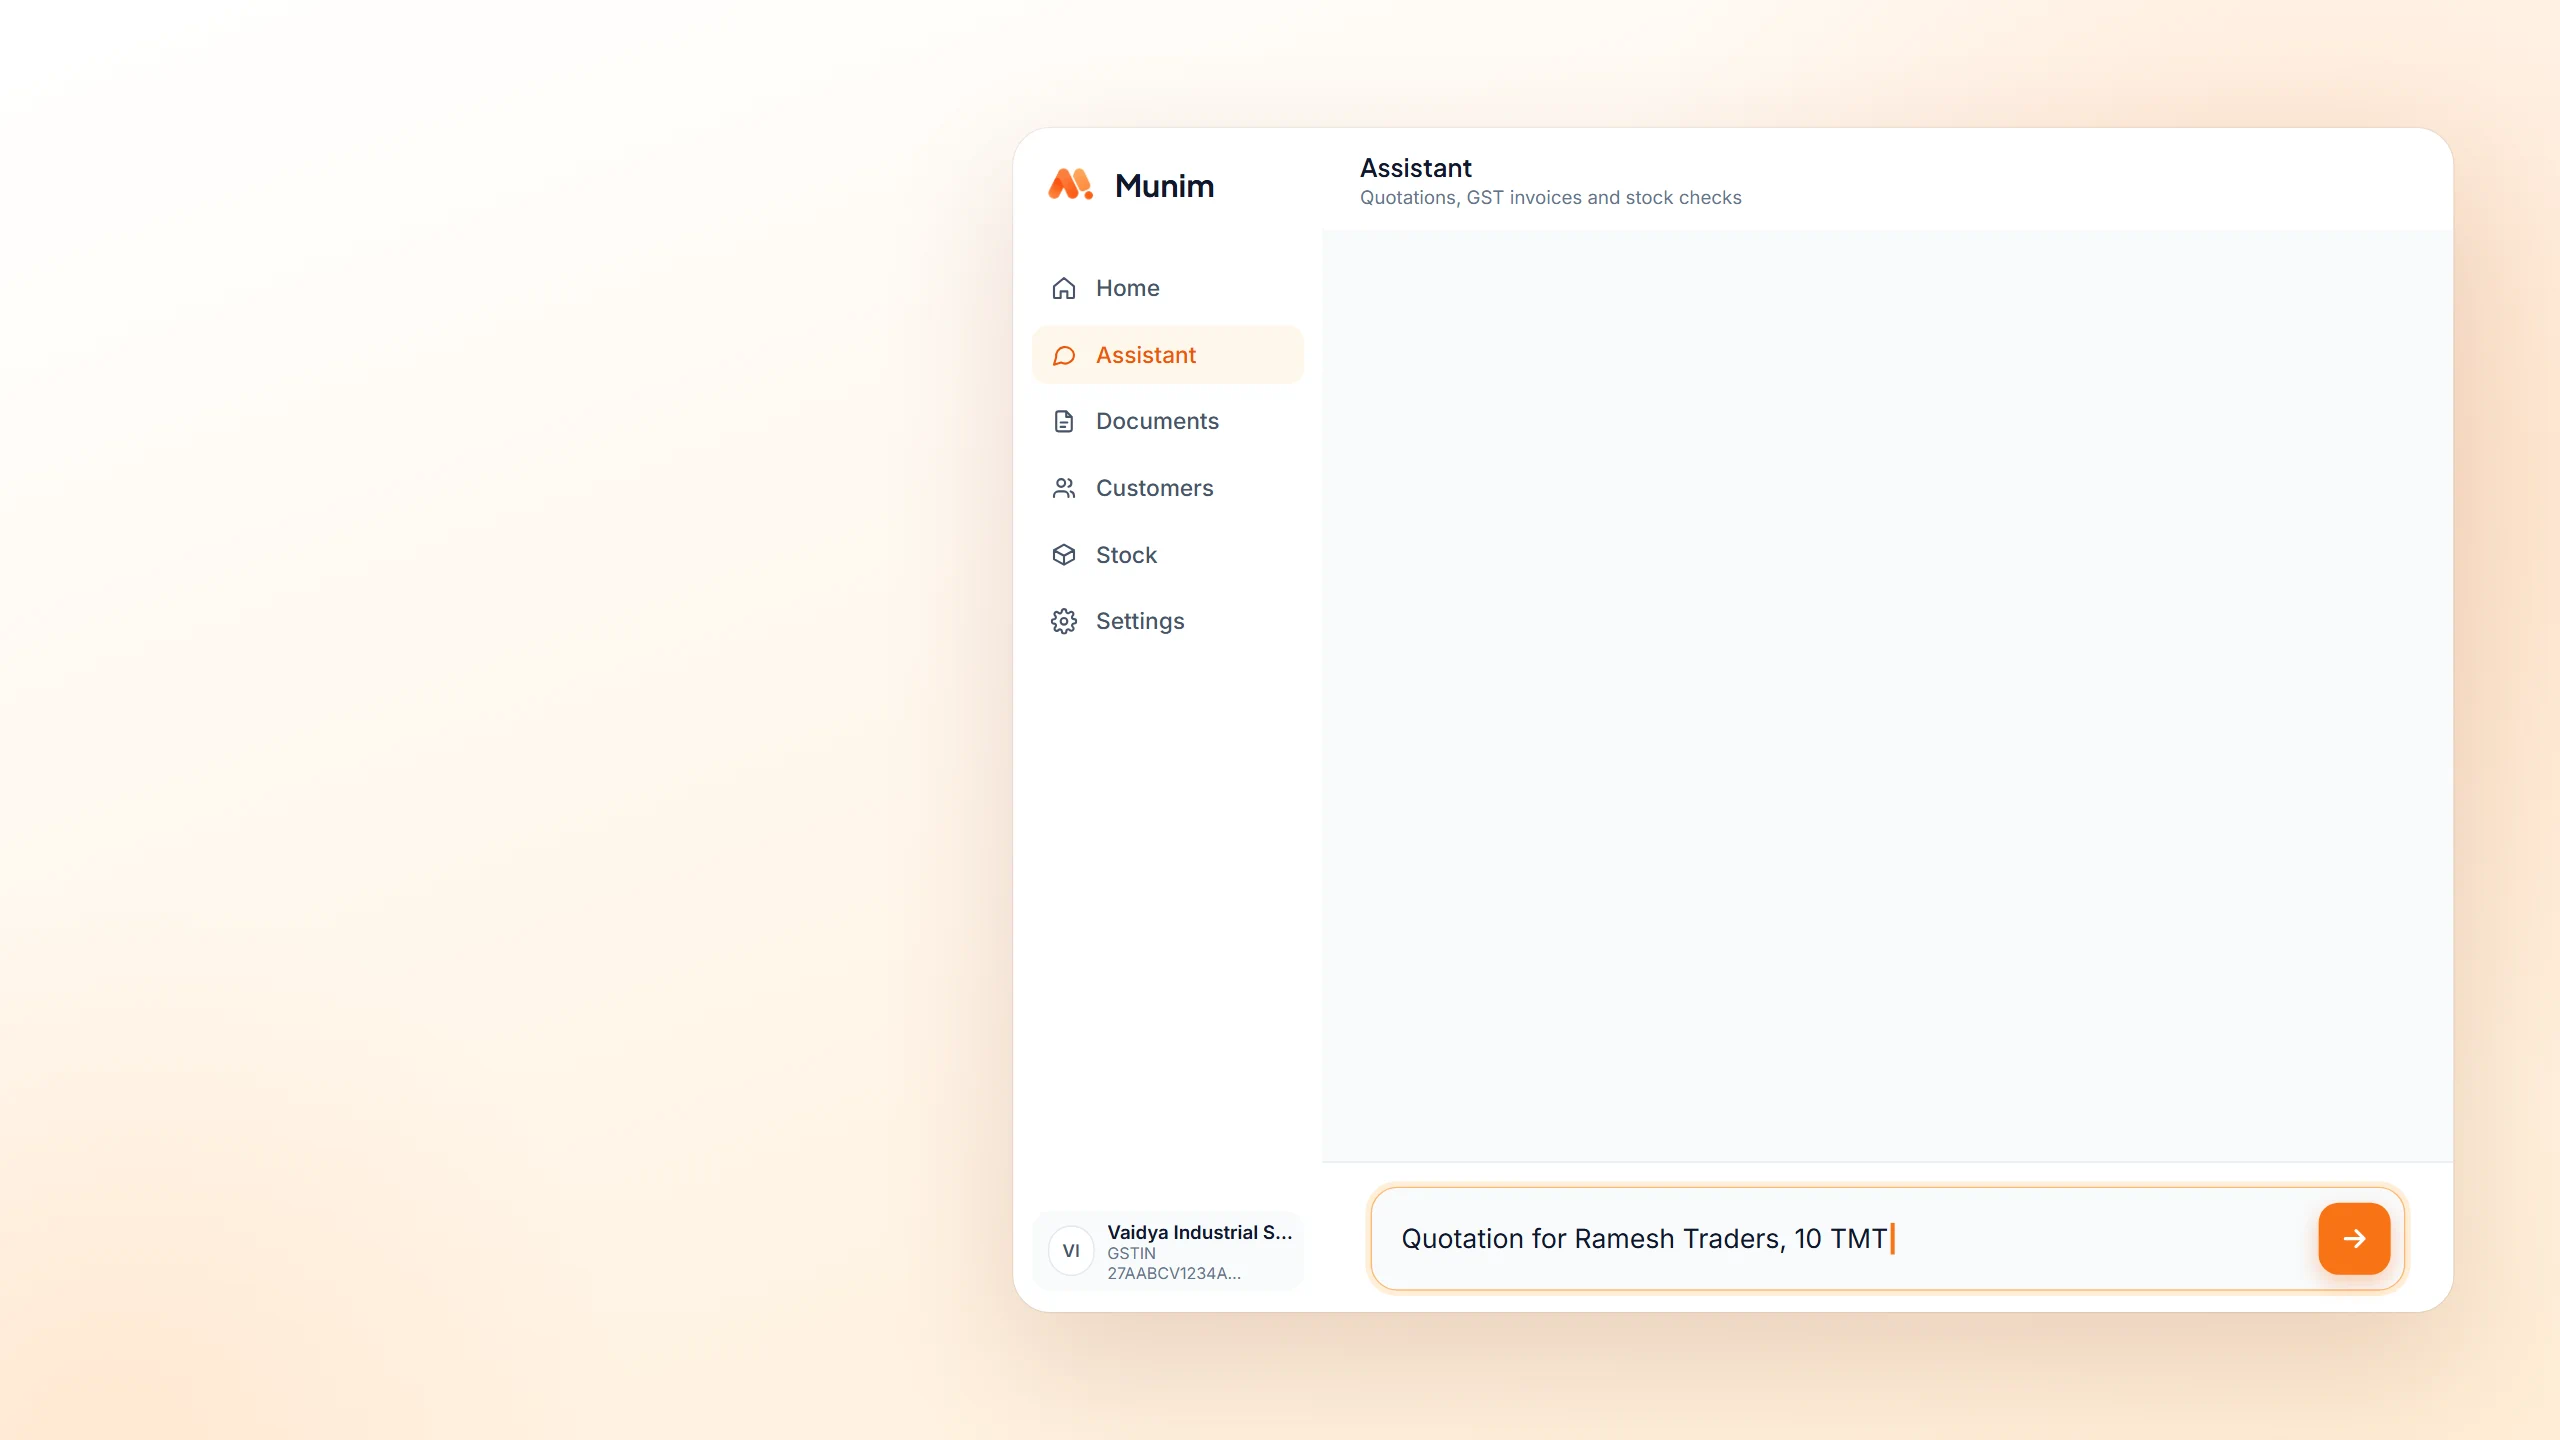 Munim
Home
Assistant
Documents
Customers
Stock
Settings
VI
Vaidya Industrial S...
GSTIN
27AABCV1234A...
Assistant
Quotations, GST invoices and stock checks
Quotation for Ramesh Traders, 10 TMT